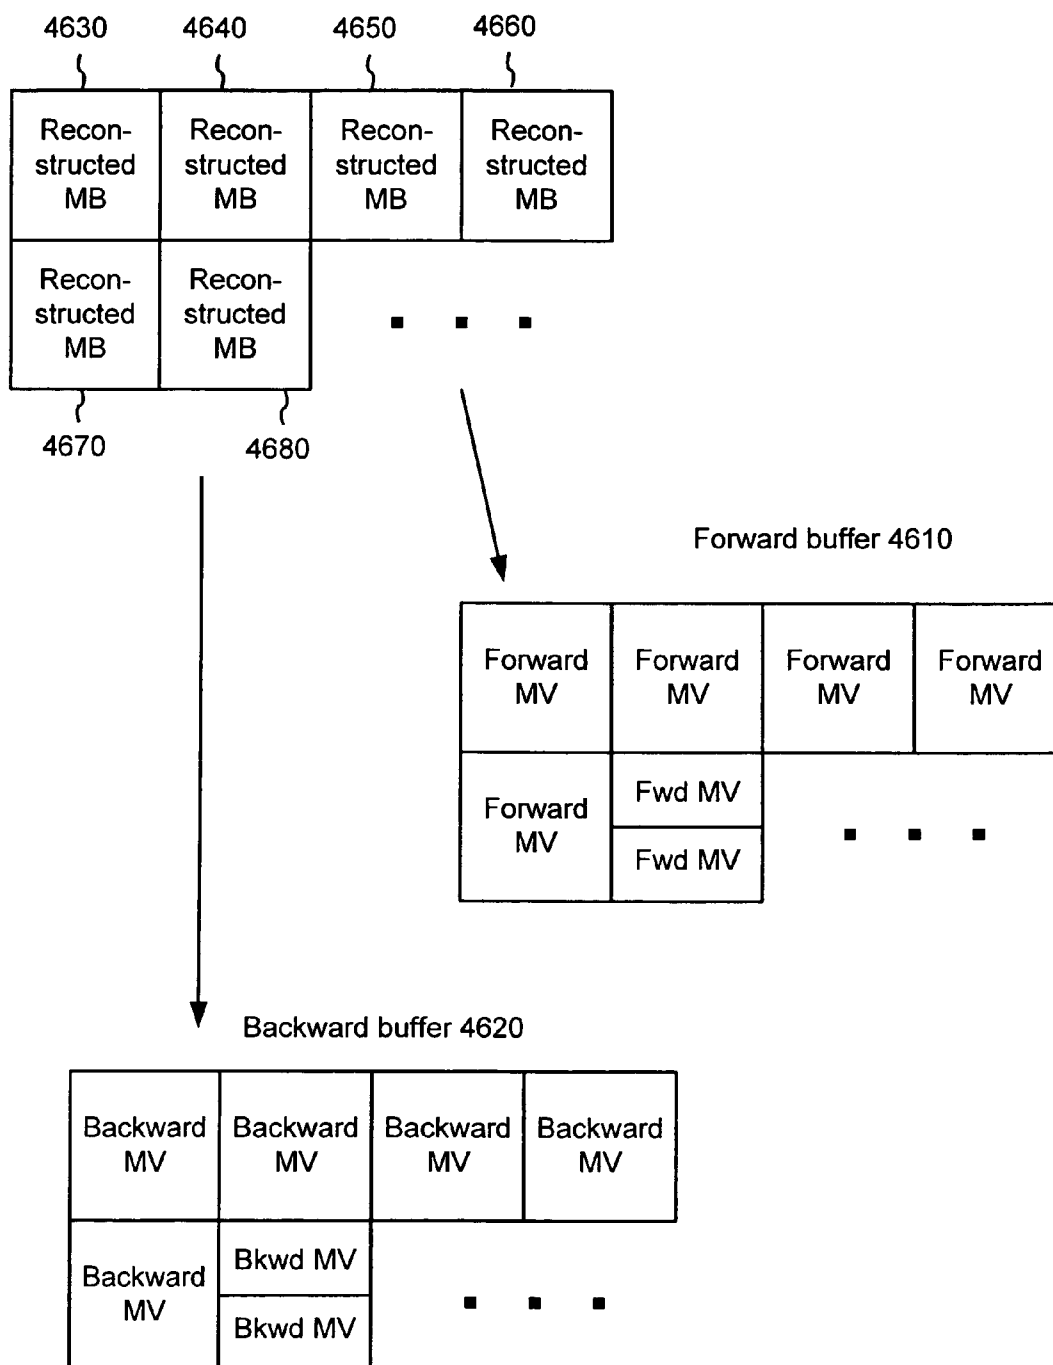 4630 4640 4650 4660
Recon- Recon- Recon- Recon-
structed structed structed structed
MB MB MB MB
Recon- Recon-
structed structed
MB MB
4670 4680
Forward buffer 4610
Forward Forward Forward Forward
MV MV MV MV
Forward Fwd MV
MV Fwd MV
Backward buffer 4620
Backward Backward Backward Backward
MV MV MV MV
Backward Bkwd MV
MV Bkwd MV